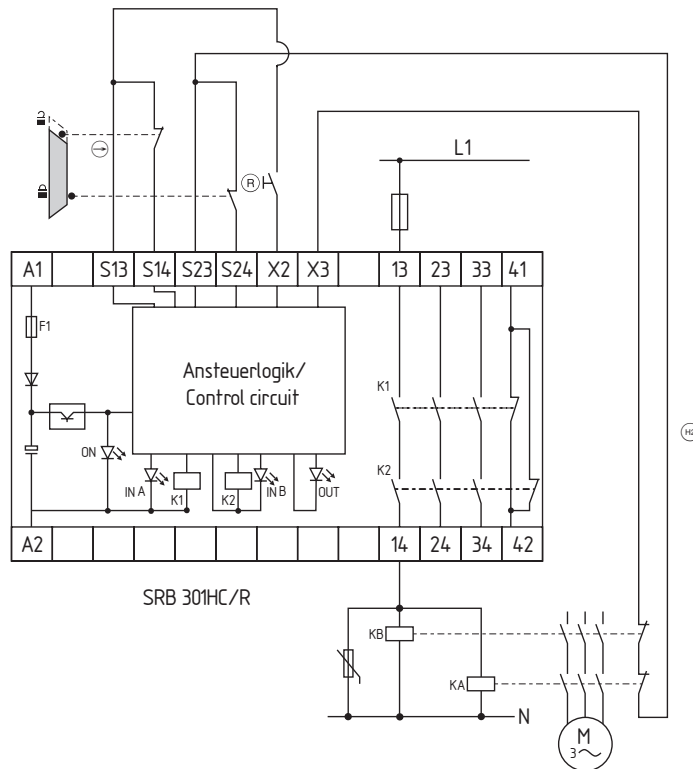 L1
R
A1 S13 S14 S23 S24 X2 X3 13 23 33 41
F1
Ansteuerlogik/
Control circuit
K1
H2
ON
IN A
K1
K2
IN B
OUT
K2
A2 14 24 34 42
SRB 301HC/R
KB
KA
N
M
3